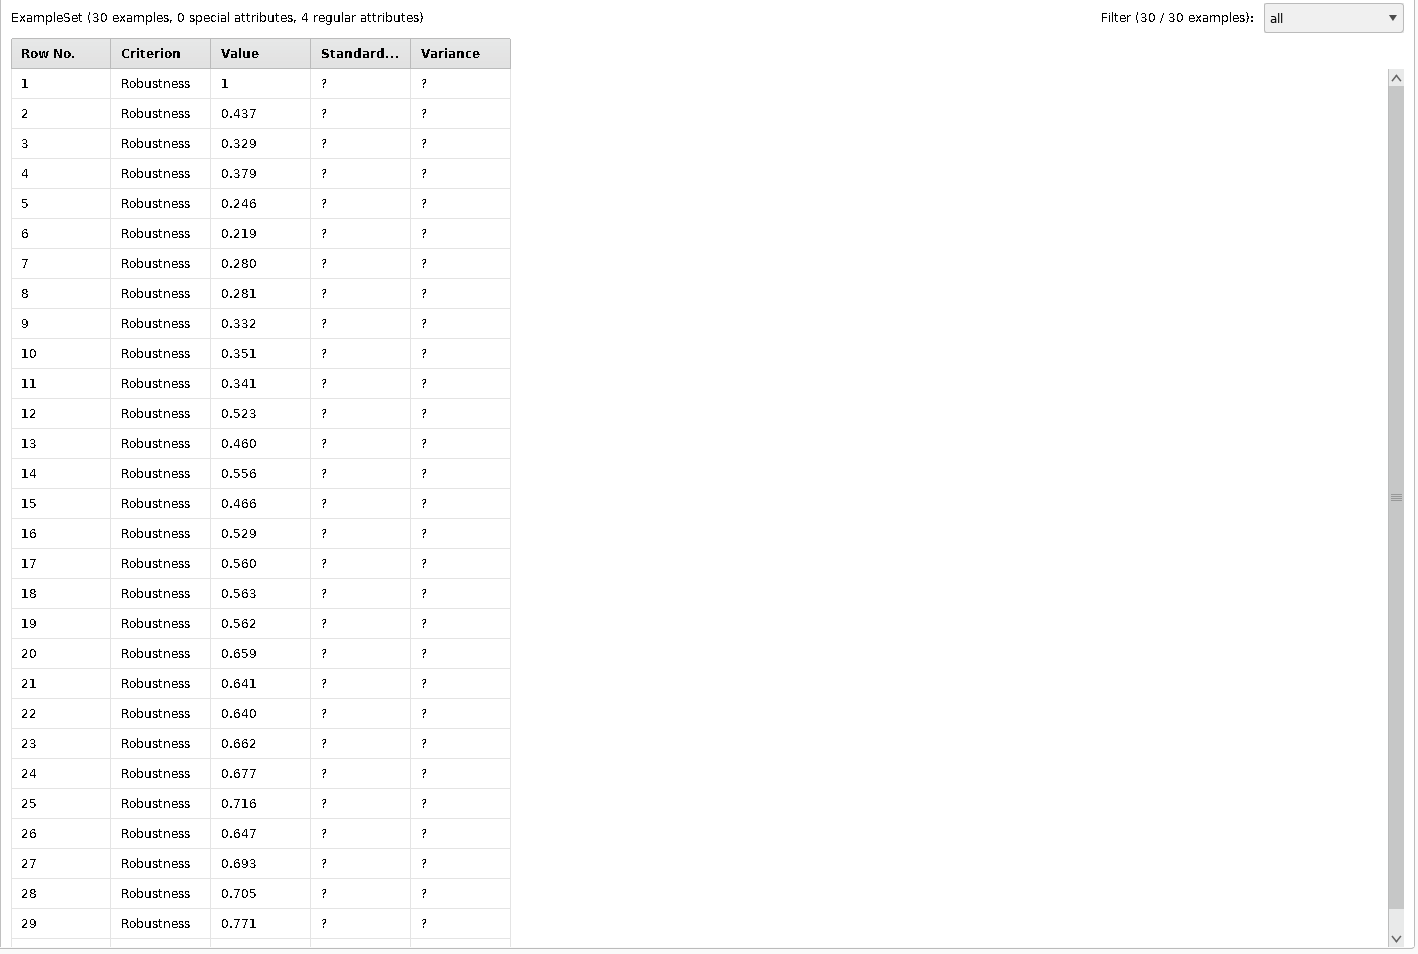 ExampleSet (30 examples, 0 special attributes, 4 regular attributes) Filter (30 / 30 examples): all
Row No. Criterion Value Standard... Variance
1 Robustness 1 ? ?
2 Robustness 0.437 ? ?
3 Robustness 0.329 ? ?
4 Robustness 0.379 ? ?
5 Robustness 0.246 ? ?
6 Robustness 0.219 ? ?
7 Robustness 0.280 ? ?
8 Robustness 0.281 ? ?
9 Robustness 0.332 ? ?
10 Robustness 0.351 ? ?
11 Robustness 0.341 ? ?
12 Robustness 0.523 ? ?
13 Robustness 0.460 ? ?
14 Robustness 0.556 ? ?
15 Robustness 0.466 ? ?
16 Robustness 0.529 ? ?
17 Robustness 0.560 ? ?
18 Robustness 0.563 ? ?
19 Robustness 0.562 ? ?
20 Robustness 0.659 ? ?
21 Robustness 0.641 ? ?
22 Robustness 0.640 ? ?
23 Robustness 0.662 ? ?
24 Robustness 0.677 ? ?
25 Robustness 0.716 ? ?
26 Robustness 0.647 ? ?
27 Robustness 0.693 ? ?
28 Robustness 0.705 ? ?
29 Robustness 0.771 ? ?